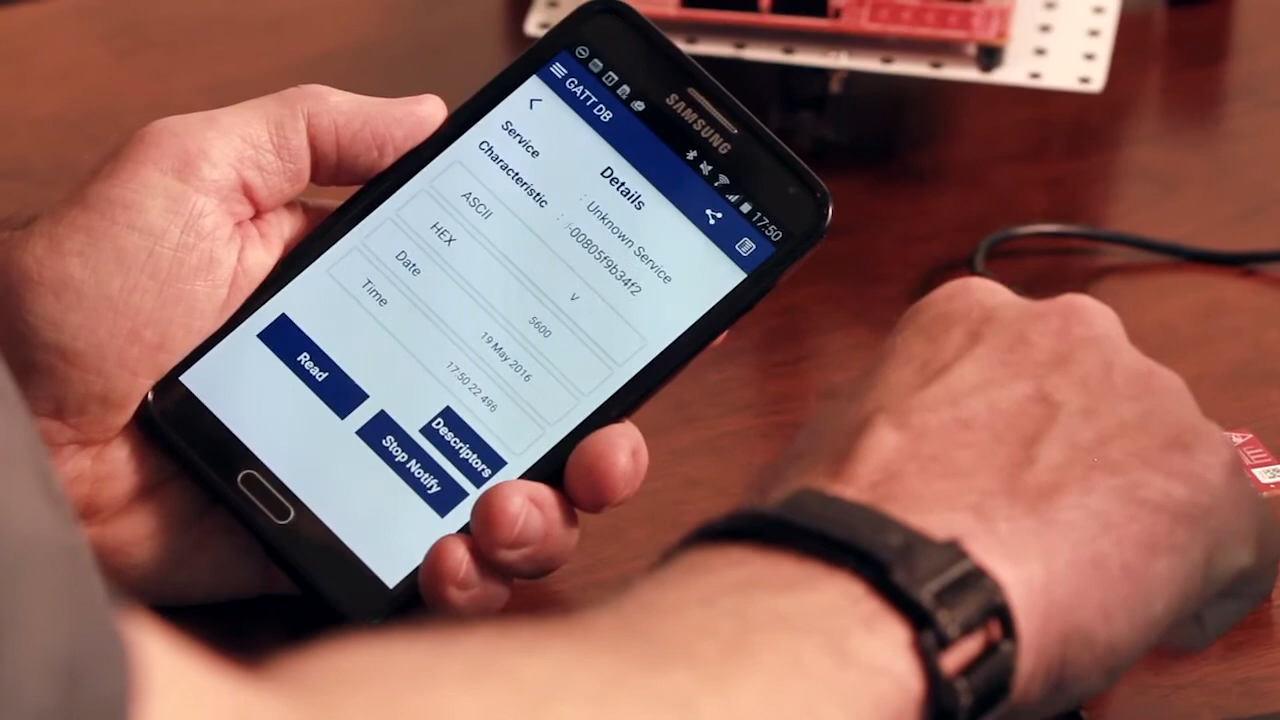 SAMSUNG
17:50
GATT DB
Details
Service : Unknown Service
Characteristic : -00805f9b34f2
ASCII V
HEX 5600
Date 19 May 2016
Time 17:50 22 496
Read
Stop Notify
Descriptors